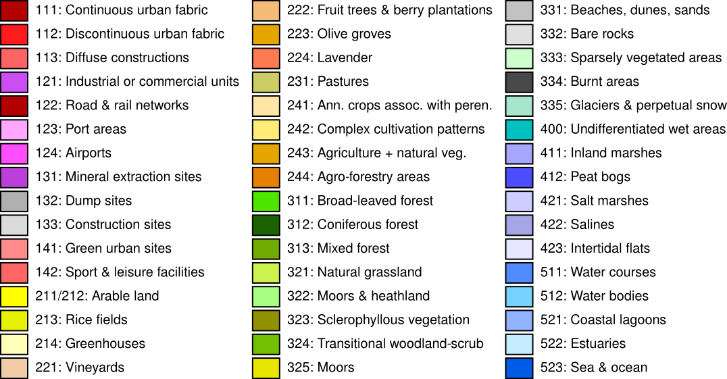 111: Continuous urban fabric
112: Discontinuous urban fabric
113: Diffuse constructions
121: Industrial or commercial units
122: Road & rail networks
123: Port areas
124: Airports
131: Mineral extraction sites
132: Dump sites
133: Construction sites
141: Green urban sites
142: Sport & leisure facilities
211/212: Arable land
213: Rice fields
214: Greenhouses
221: Vineyards
222: Fruit trees & berry plantations
223: Olive groves
224: Lavender
231: Pastures
241: Ann. crops assoc. with peren.
242: Complex cultivation patterns
243: Agriculture + natural veg.
244: Agro-forestry areas
311: Broad-leaved forest
312: Coniferous forest
313: Mixed forest
321: Natural grassland
322: Moors & heathland
323: Sclerophyllous vegetation
324: Transitional woodland-scrub
325: Moors
331: Beaches, dunes, sands
332: Bare rocks
333: Sparsely vegetated areas
334: Burnt areas
335: Glaciers & perpetual snow
400: Undifferentiated wet areas
411: Inland marshes
412: Peat bogs
421: Salt marshes
422: Salines
423: Intertidal flats
511: Water courses
512: Water bodies
521: Coastal lagoons
522: Estuaries
523: Sea & ocean